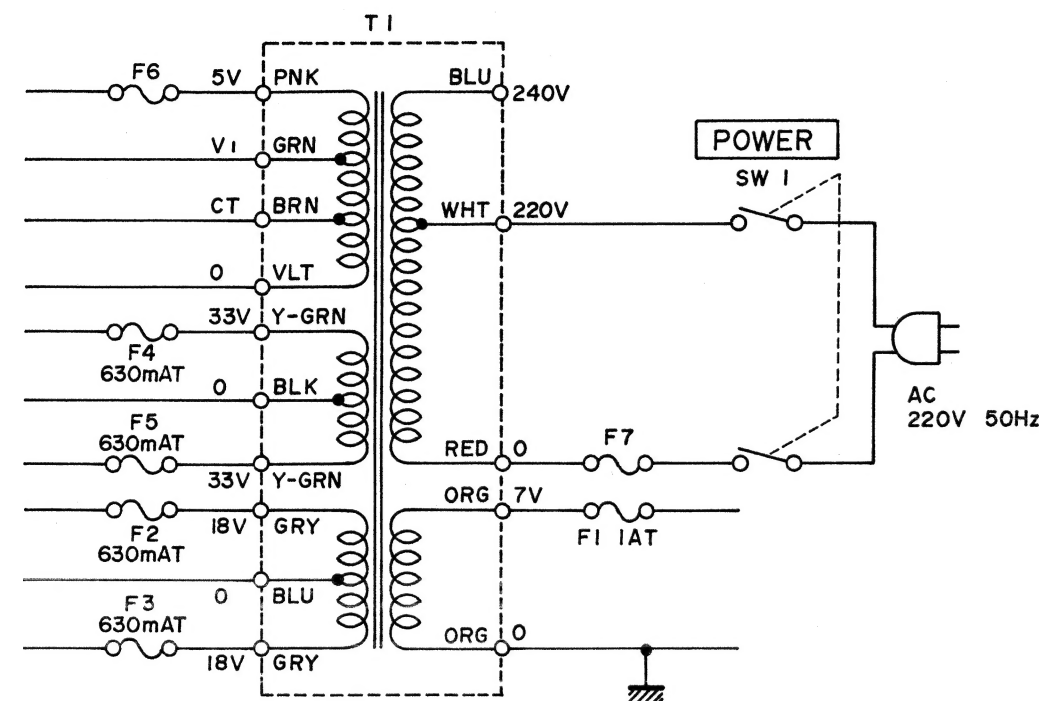 T1
F6 5V PNK
BLU 240V
POWER
SW 1
V1 GRN
CT BRN
WHT 220V
0 VLT
33V Y-GRN
F4
630mAT
0 BLK
AC
220V 50Hz
F5
630mAT
33V Y-GRN
RED 0 F7
ORG 7V
F1 1AT
18V GRY
F2
630mAT
0 BLU
F3
630mAT
18V GRY
ORG 0